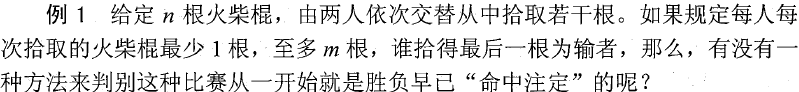 例 1 给定 n 根火柴棍，由两人依次交替从中拾取若干根。如果规定每人每
次拾取的火柴棍最少 1 根，至多 m 根，谁拾得最后一根为输者，那么，有没有一
种方法来判别这种比赛从一开始就是胜负早已“命中注定”的呢？